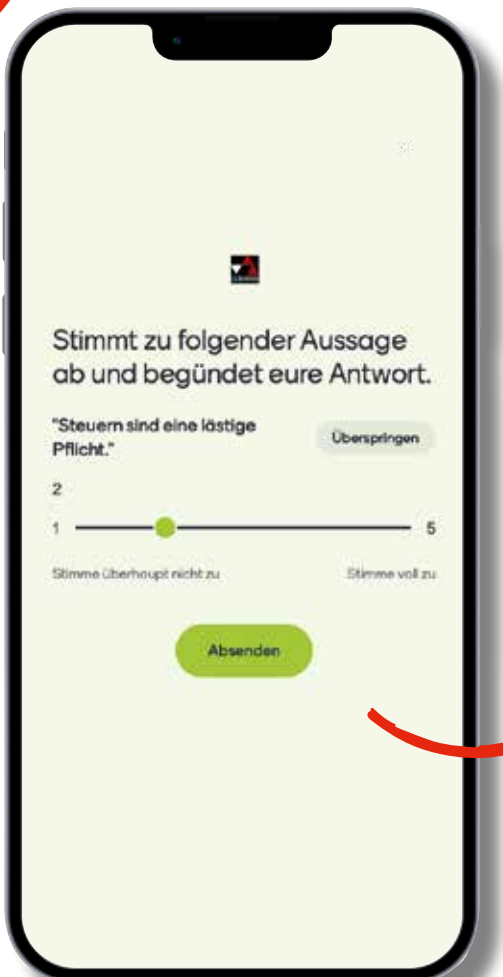 Stimmt zu folgender Aussage
ab und begündet eure Antwort.
"Steuern sind eine lästige
Pflicht."
Überspringen
2
1
5
Stimme überhaupt nicht zu
Stimme voll zu
Absenden